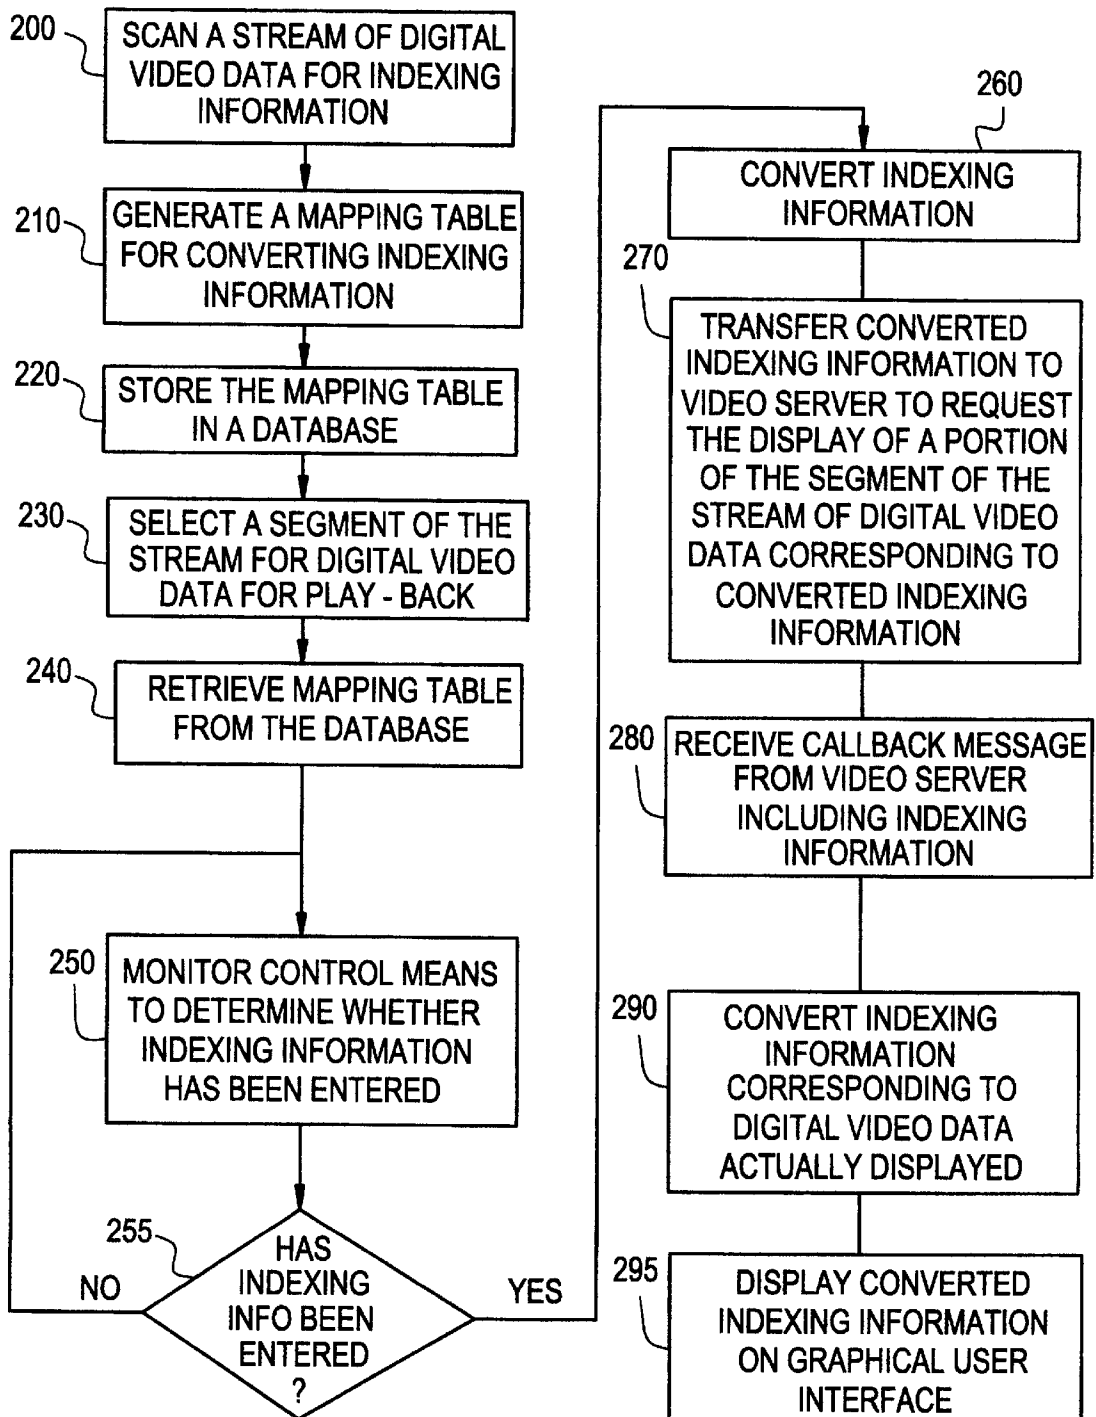 200
SCAN A STREAM OF DIGITAL
VIDEO DATA FOR INDEXING
INFORMATION
210
GENERATE A MAPPING TABLE
FOR CONVERTING INDEXING
INFORMATION
220
STORE THE MAPPING TABLE
IN A DATABASE
230
SELECT A SEGMENT OF THE
STREAM FOR DIGITAL VIDEO
DATA FOR PLAY - BACK
240
RETRIEVE MAPPING TABLE
FROM THE DATABASE
250
MONITOR CONTROL MEANS
TO DETERMINE WHETHER
INDEXING INFORMATION
HAS BEEN ENTERED
255
HAS
INDEXING
INFO BEEN
ENTERED
?
NO
YES
260
CONVERT INDEXING
INFORMATION
270
TRANSFER CONVERTED
INDEXING INFORMATION TO
VIDEO SERVER TO REQUEST
THE DISPLAY OF A PORTION
OF THE SEGMENT OF THE
STREAM OF DIGITAL VIDEO
DATA CORRESPONDING TO
CONVERTED INDEXING
INFORMATION
280
RECEIVE CALLBACK MESSAGE
FROM VIDEO SERVER
INCLUDING INDEXING
INFORMATION
290
CONVERT INDEXING
INFORMATION
CORRESPONDING TO
DIGITAL VIDEO DATA
ACTUALLY DISPLAYED
295
DISPLAY CONVERTED
INDEXING INFORMATION
ON GRAPHICAL USER
INTERFACE